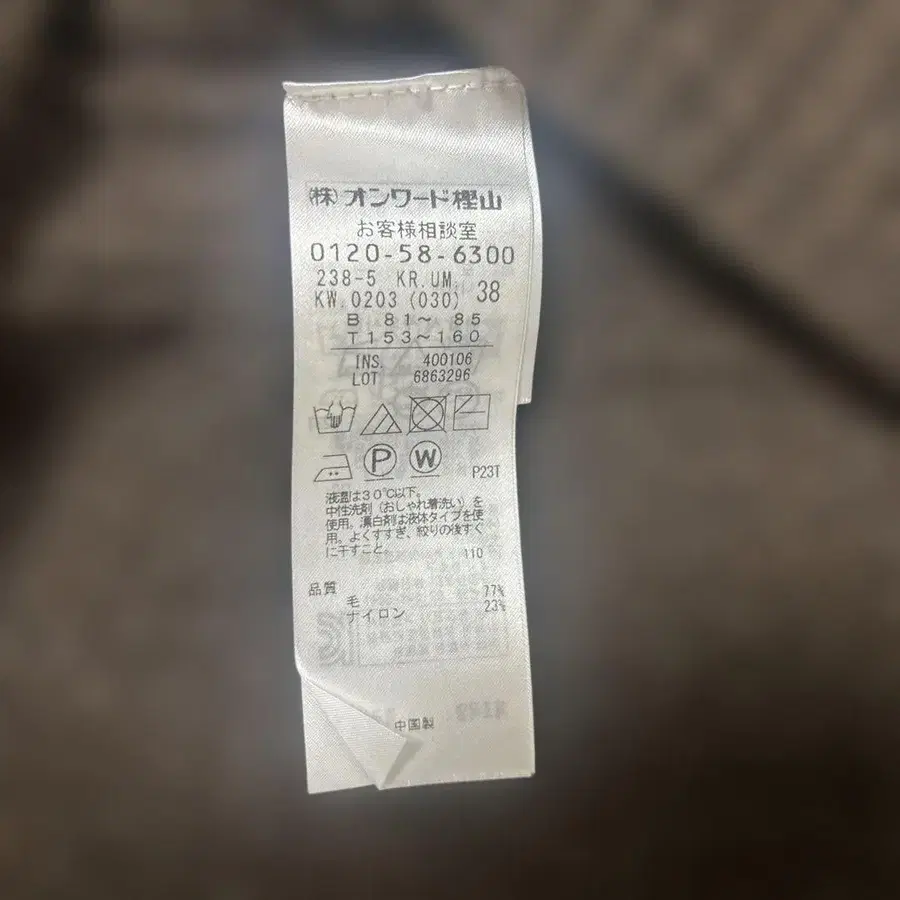 (株)オンワード樫山
お客様相談室
0120-58-6300
238-5 KR.UM.
KW.0203 (030) 38
B 81～ 85
T153～160
INS. 400106
LOT 6863296
P W P23T
液温は30℃以下。
中性洗剤（おしゃれ着洗い）を
使用。漂白剤は液体タイプを使
用。よくすすぎ、絞りの後すぐ
に干すこと。
110
品質
毛 77%
ナイロン 23%
中国製